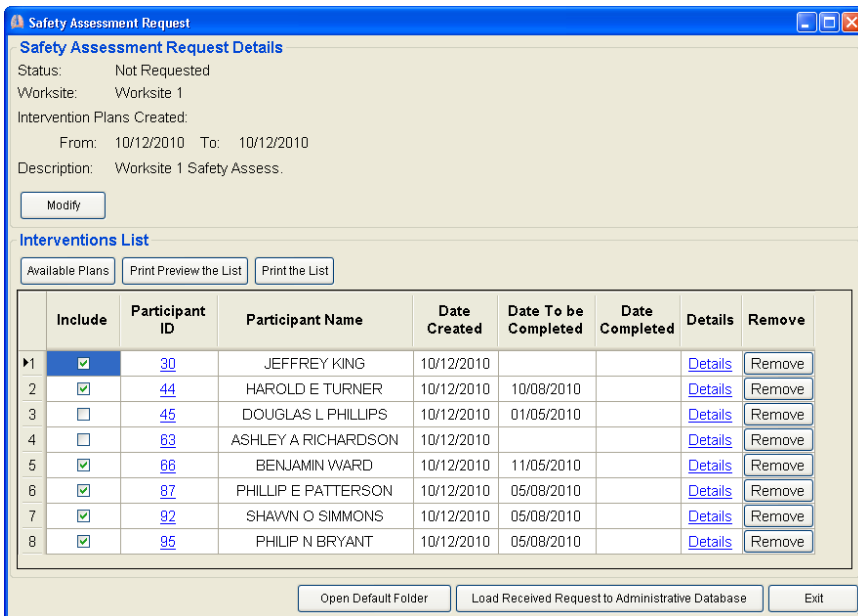 Safety Assessment Request
Safety Assessment Request Details
Status: Not Requested
Worksite: Worksite 1
Intervention Plans Created:
From: 10/12/2010 To: 10/12/2010
Description: Worksite 1 Safety Assess.
Modify
Interventions List
Available Plans Print Preview the List Print the List
Include Participant ID Participant Name Date Created Date To be Completed Date Completed Details Remove
1 30 JEFFREY KING 10/12/2010 Details Remove
2 44 HAROLD E TURNER 10/12/2010 10/08/2010 Details Remove
3 45 DOUGLAS L PHILLIPS 10/12/2010 01/05/2010 Details Remove
4 63 ASHLEY A RICHARDSON 10/12/2010 Details Remove
5 66 BENJAMIN WARD 10/12/2010 11/05/2010 Details Remove
6 87 PHILLIP E PATTERSON 10/12/2010 05/08/2010 Details Remove
7 92 SHAWN O SIMMONS 10/12/2010 05/08/2010 Details Remove
8 95 PHILIP N BRYANT 10/12/2010 05/08/2010 Details Remove
Open Default Folder Load Received Request to Administrative Database Exit